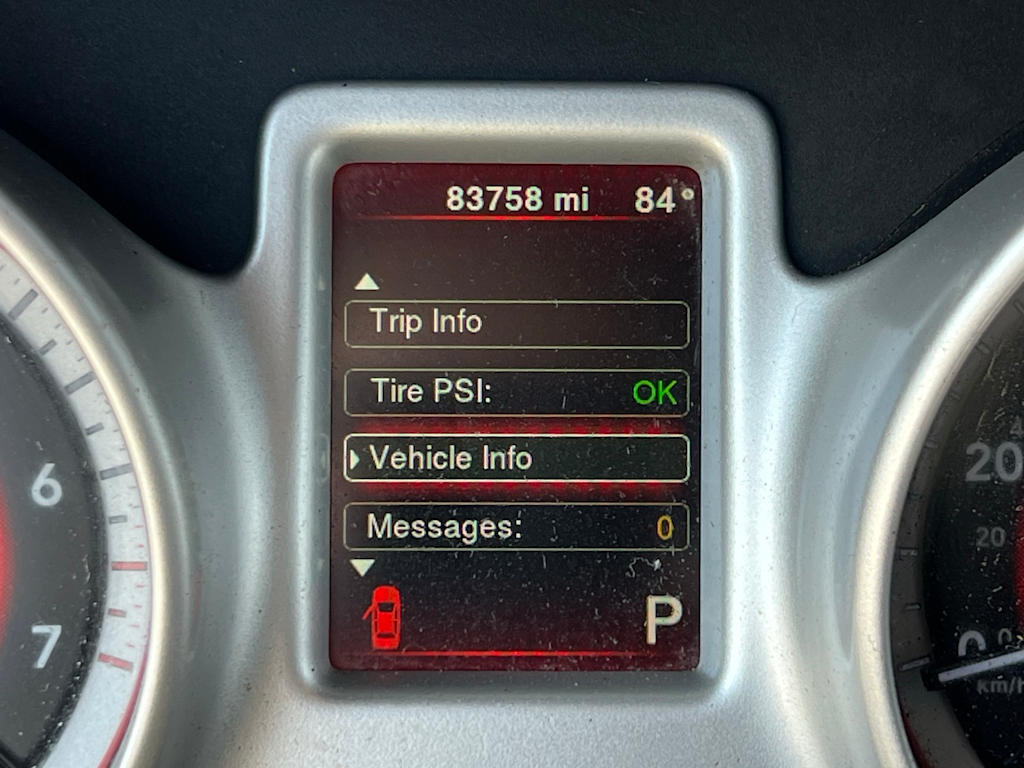 83758 mi 84°
Trip Info
Tire PSI: OK
Vehicle Info
Messages: 0
P
6
7
20
20
0
km/h